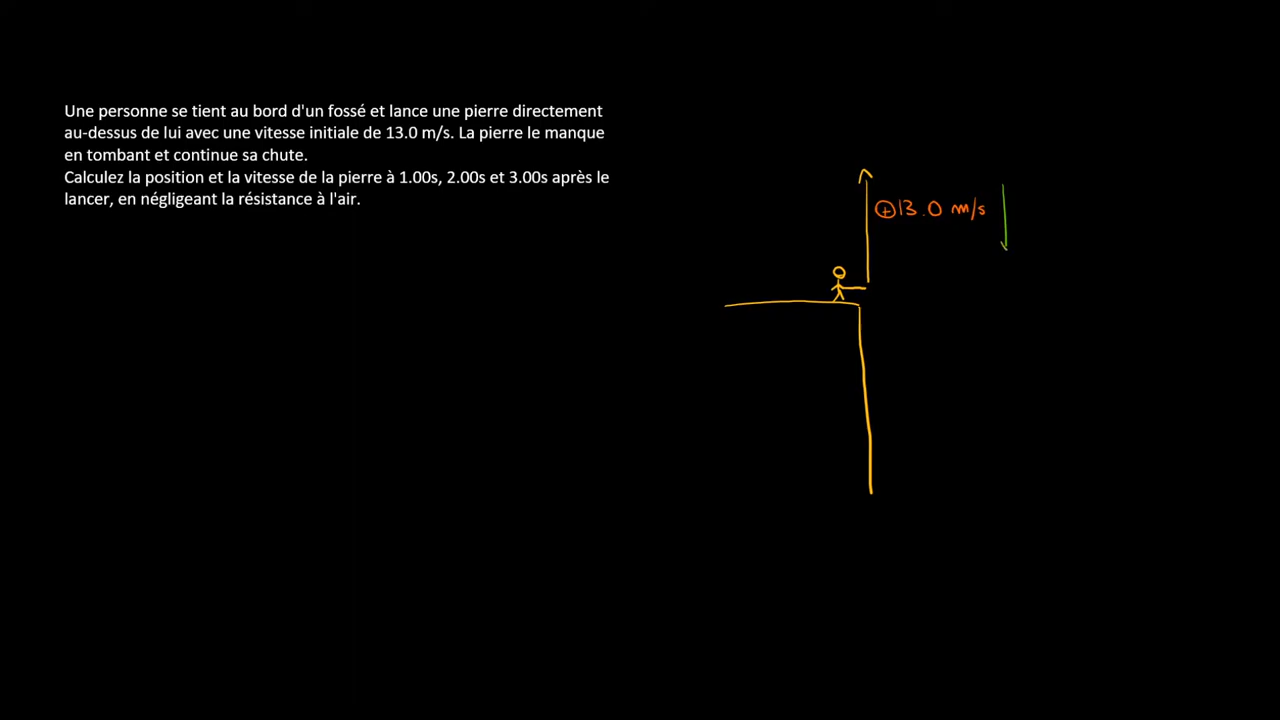 Une personne se tient au bord d'un fossé et lance une pierre directement
au-dessus de lui avec une vitesse initiale de 13.0 m/s. La pierre le manque
en tombant et continue sa chute.
Calculez la position et la vitesse de la pierre à 1.00s, 2.00s et 3.00s après le
lancer, en négligeant la résistance à l'air.
⊕13.0 m/s